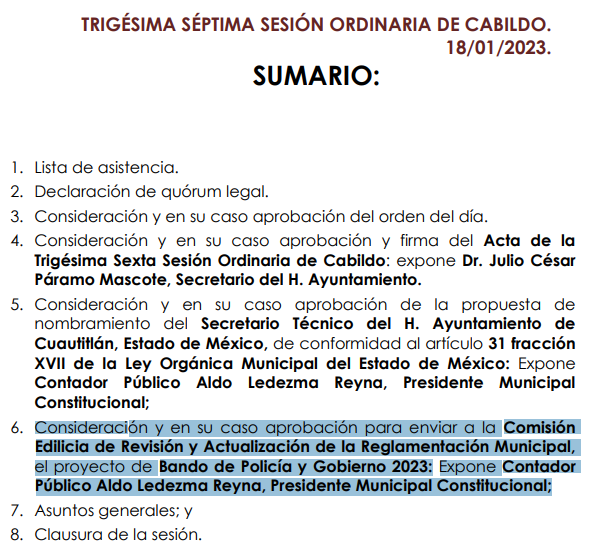 TRIGÉSIMA SÉPTIMA SESIÓN ORDINARIA DE CABILDO.
18/01/2023.
SUMARIO:
1. Lista de asistencia.
2. Declaración de quórum legal.
3. Consideración y en su caso aprobación del orden del día.
4. Consideración y en su caso aprobación y firma del Acta de la
Trigésima Sexta Sesión Ordinaria de Cabildo: expone Dr. Julio César
Páramo Mascote, Secretario del H. Ayuntamiento.
5. Consideración y en su caso aprobación de la propuesta de
nombramiento del Secretario Técnico del H. Ayuntamiento de
Cuautitlán, Estado de México, de conformidad al artículo 31 fracción
XVII de la Ley Orgánica Municipal del Estado de México: Expone
Contador Público Aldo Ledezma Reyna, Presidente Municipal
Constitucional;
6. Consideración y en su caso aprobación para enviar a la Comisión
Edilicia de Revisión y Actualización de la Reglamentación Municipal,
el proyecto de Bando de Policía y Gobierno 2023: Expone Contador
Público Aldo Ledezma Reyna, Presidente Municipal Constitucional;
7. Asuntos generales; y
8. Clausura de la sesión.